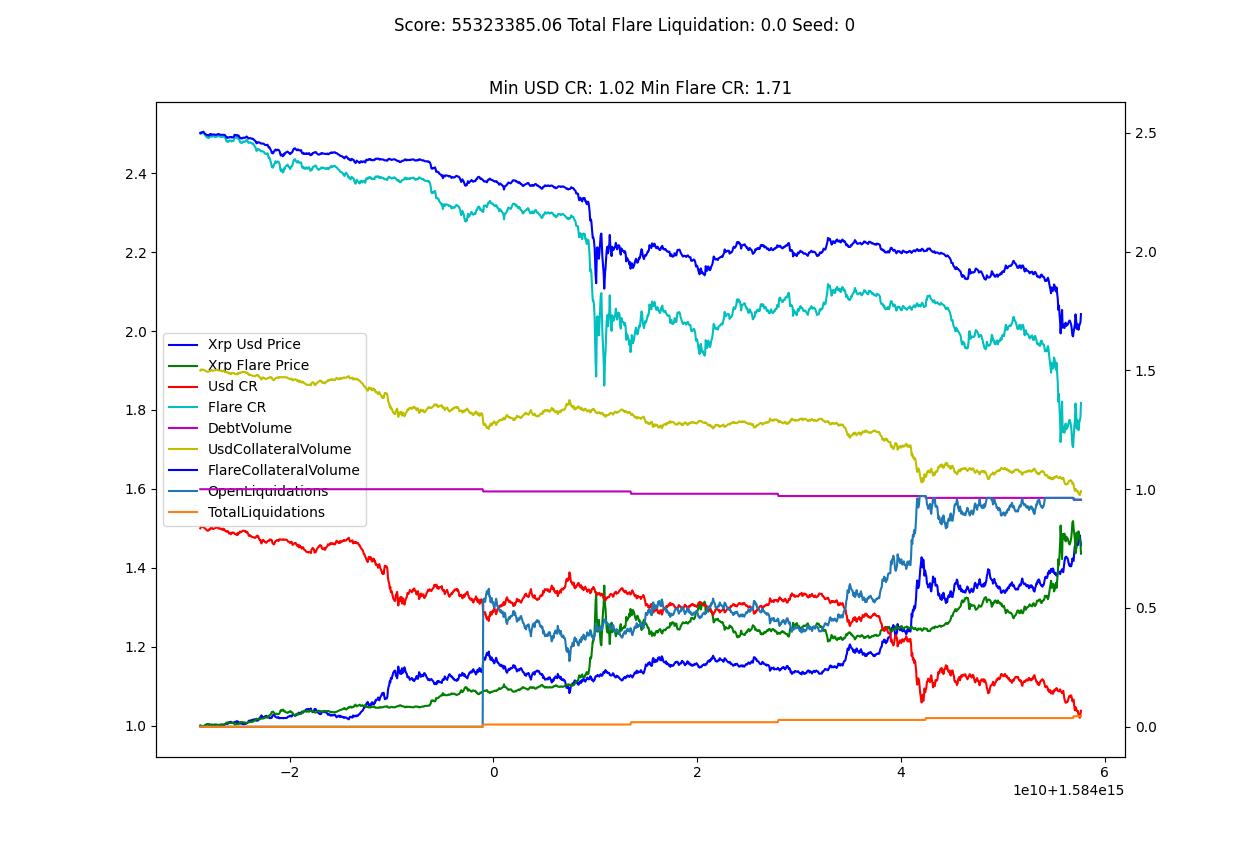 Score: 55323385.06 Total Flare Liquidation: 0.0 Seed: 0
Min USD CR: 1.02 Min Flare CR: 1.71
2.4
2.2
2.0
1.8
1.6
1.4
1.2
1.0
Xrp Usd Price
Xrp Flare Price
Usd CR
Flare CR
DebtVolume
UsdCollateralVolume
FlareCollateralVolume
OpenLiquidations
TotalLiquidations
2.5
2.0
1.5
1.0
0.5
0.0
−2 0 2 4 6
1e10+1.584e15